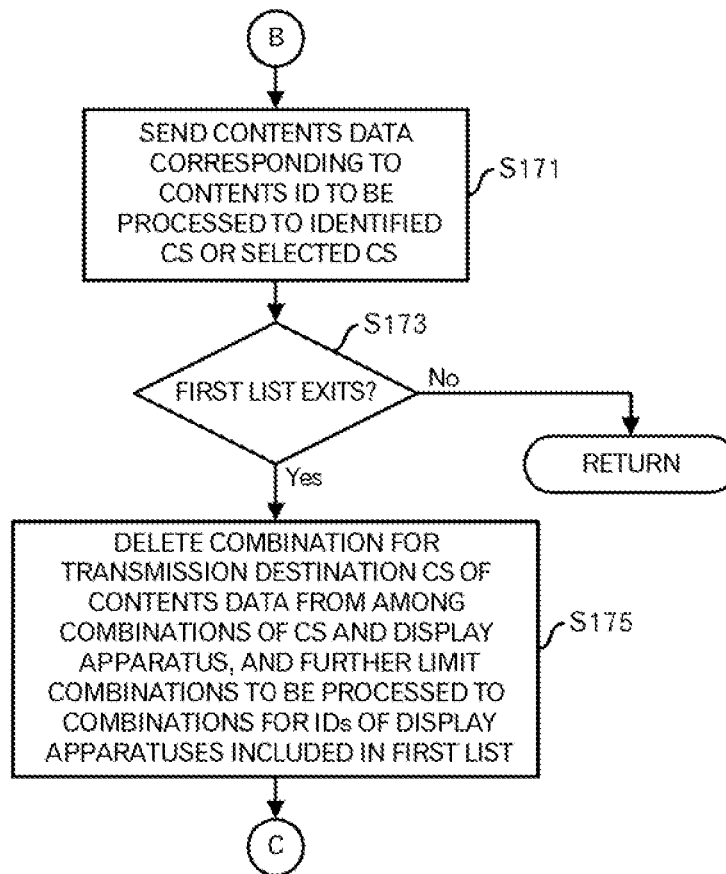 B
SEND CONTENTS DATA
CORRESPONDING TO
CONTENTS ID TO BE
PROCESSED TO IDENTIFIED
CS OR SELECTED CS
S171
S173
FIRST LIST EXITS?
No
RETURN
Yes
DELETE COMBINATION FOR
TRANSMISSION DESTINATION CS OF
CONTENTS DATA FROM AMONG
COMBINATIONS OF CS AND DISPLAY
APPARATUS, AND FURTHER LIMIT
COMBINATIONS TO BE PROCESSED TO
COMBINATIONS FOR IDs OF DISPLAY
APPARATUSES INCLUDED IN FIRST LIST
S175
C